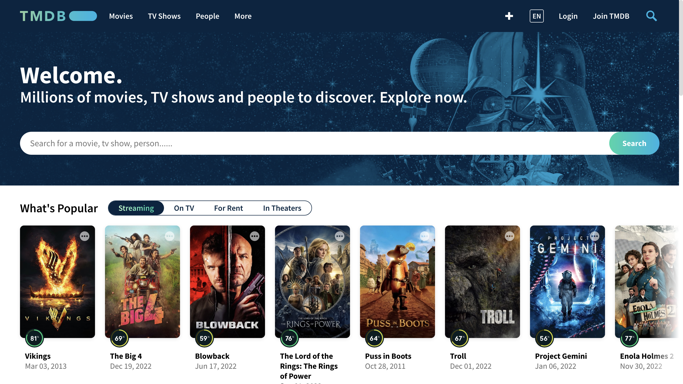 TMDB
Movies
TV Shows
People
More
EN
Login
Join TMDB
Welcome.
Millions of movies, TV shows and people to discover. Explore now.
Search for a movie, tv show, person......
Search
What's Popular
Streaming
On TV
For Rent
In Theaters
VIKINGS
THE BIG 4
BLOWBACK
THE LORD OF THE RINGS
THE RINGS OF POWER
PUSS IN BOOTS
TROLL
PROJECT
GEMINI
ENOLA HOLMES
81%
69%
59%
76%
64%
67%
56%
77%
Vikings
Mar 03, 2013
The Big 4
Dec 19, 2022
Blowback
Jun 17, 2022
The Lord of the
Rings: The Rings
of Power
Puss in Boots
Oct 28, 2011
Troll
Dec 01, 2022
Project Gemini
Jan 06, 2022
Enola Holmes 2
Nov 30, 2022